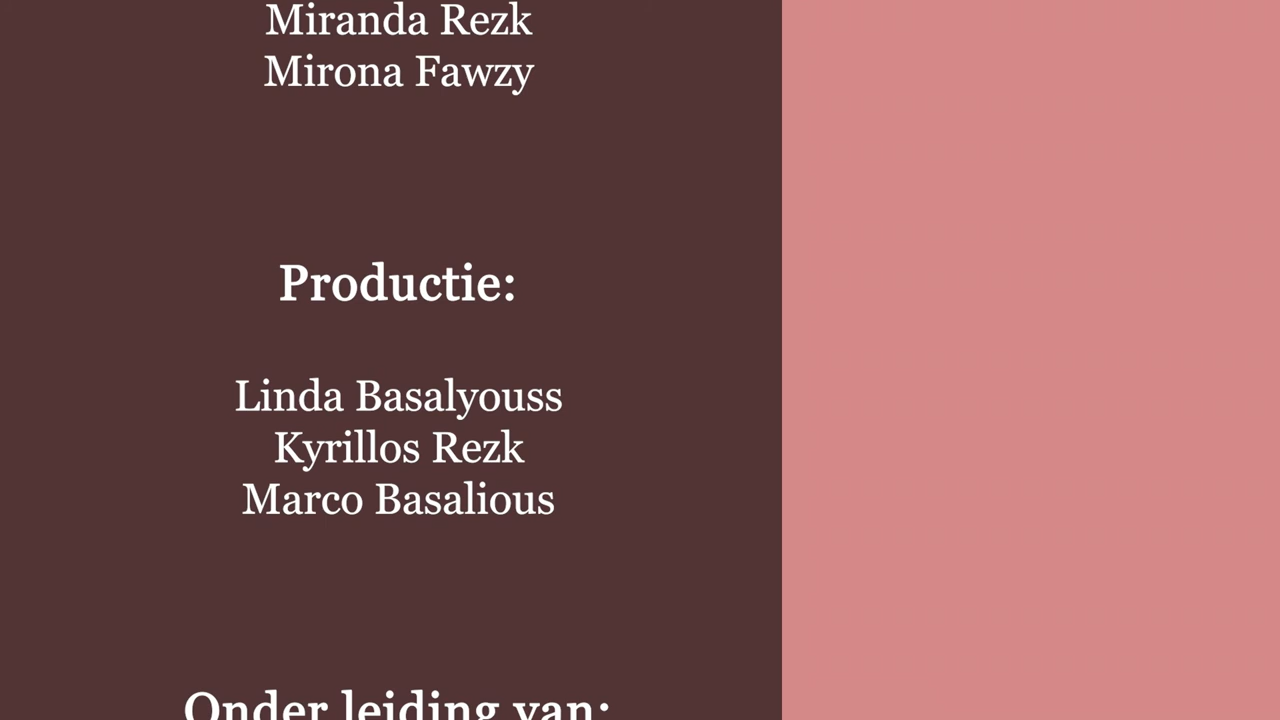 Miranda Rezk
Mirona Fawzy
Productie:
Linda Basalyouss
Kyrillos Rezk
Marco Basalious
Onder leiding van: